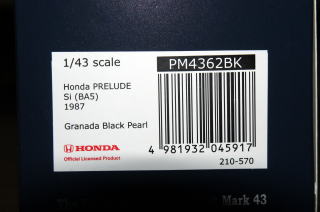 1/43 scale
PM4362BK
Honda PRELUDE
Si (BA5)
1987
Granada Black Pearl
HONDA
Official Licensed Product
4 981932 045917
210-570
Mark 43